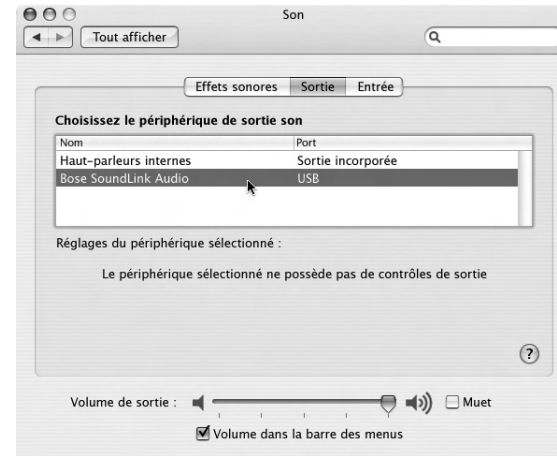 Son
Tout afficher
Effets sonores Sortie Entrée
Choisissez le périphérique de sortie son
Nom Port
Haut-parleurs internes Sortie incorporée
Bose SoundLink Audio USB
Réglages du périphérique sélectionné :
Le périphérique sélectionné ne possède pas de contrôles de sortie
?
Volume de sortie : Muet
Volume dans la barre des menus